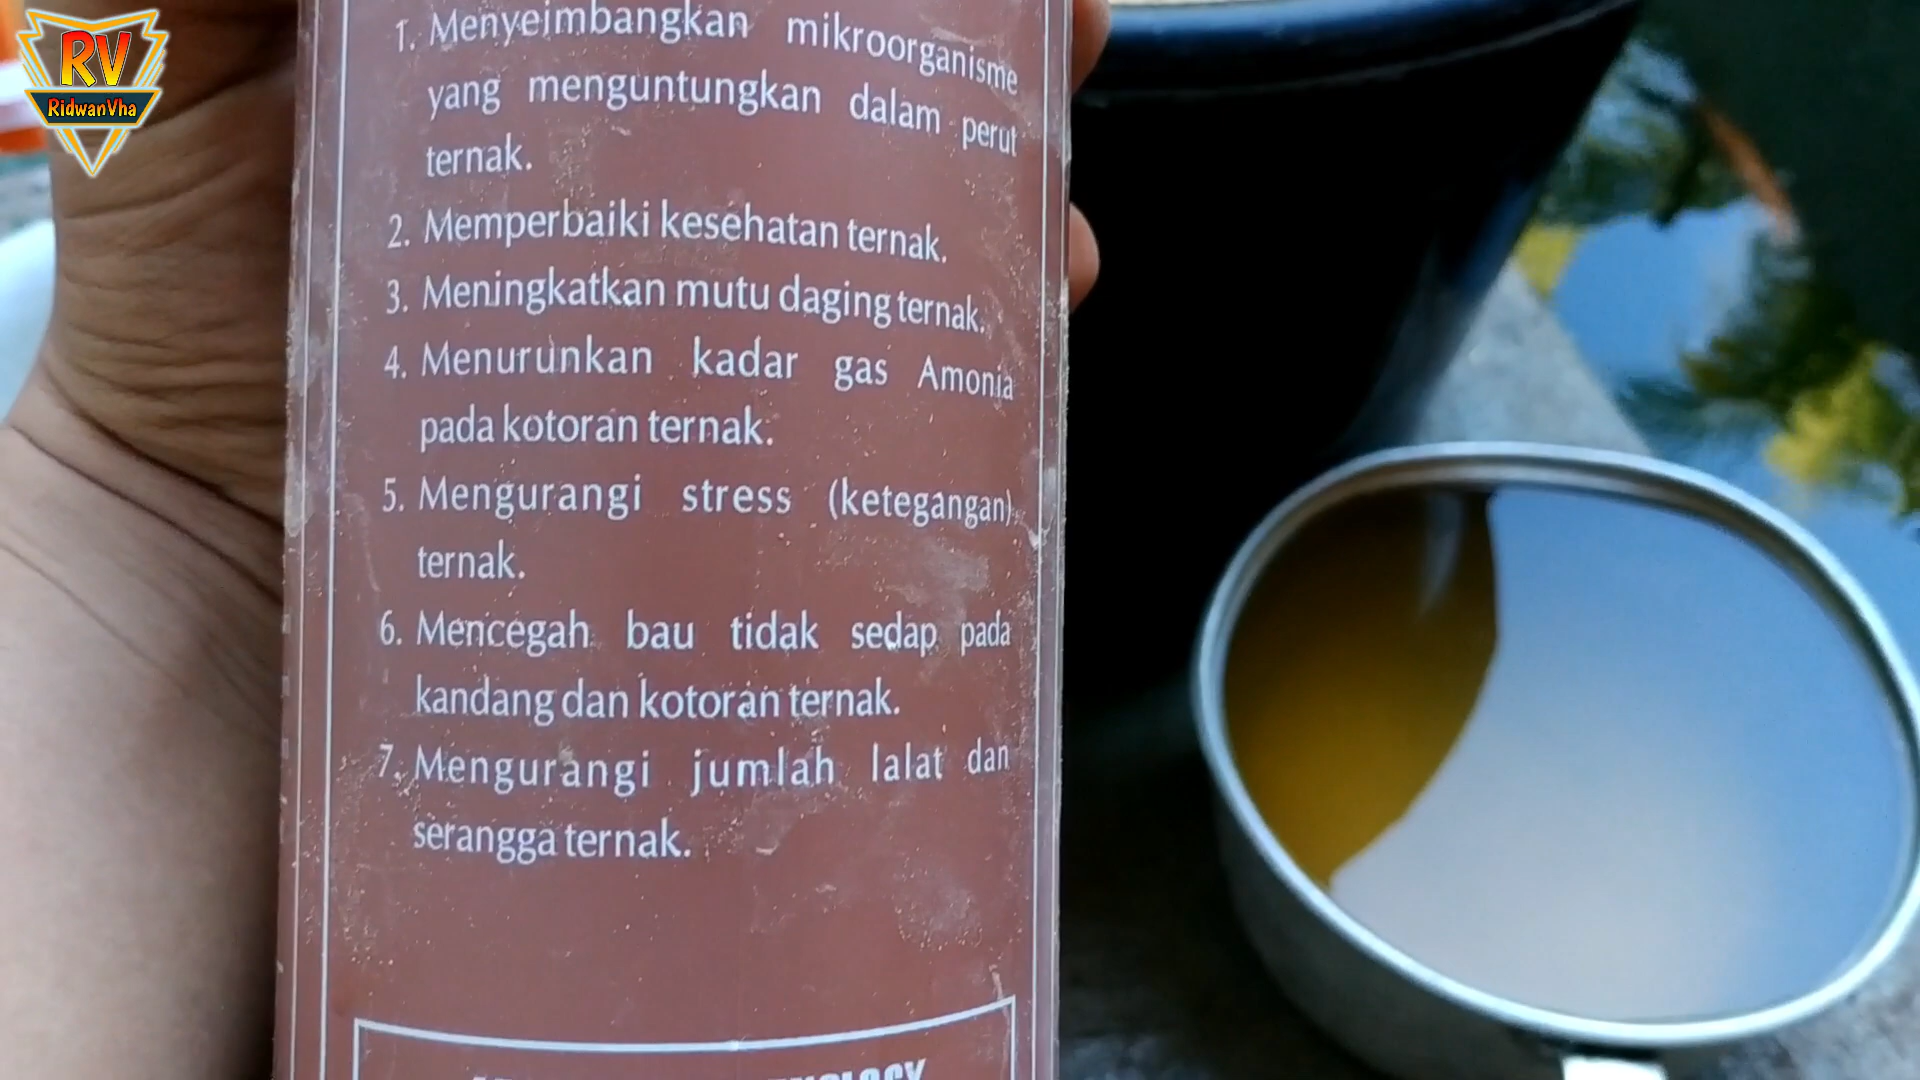 RV
RidwanVha
1. Menyeimbangkan mikroorganisme
yang menguntungkan dalam perut
ternak.
2. Memperbaiki kesehatan ternak.
3. Meningkatkan mutu daging ternak.
4. Menurunkan kadar gas Amonia
pada kotoran ternak.
5. Mengurangi stress (ketegangan)
ternak.
6. Mencegah bau tidak sedap pada
kandang dan kotoran ternak.
7. Mengurangi jumlah lalat dan
serangga ternak.